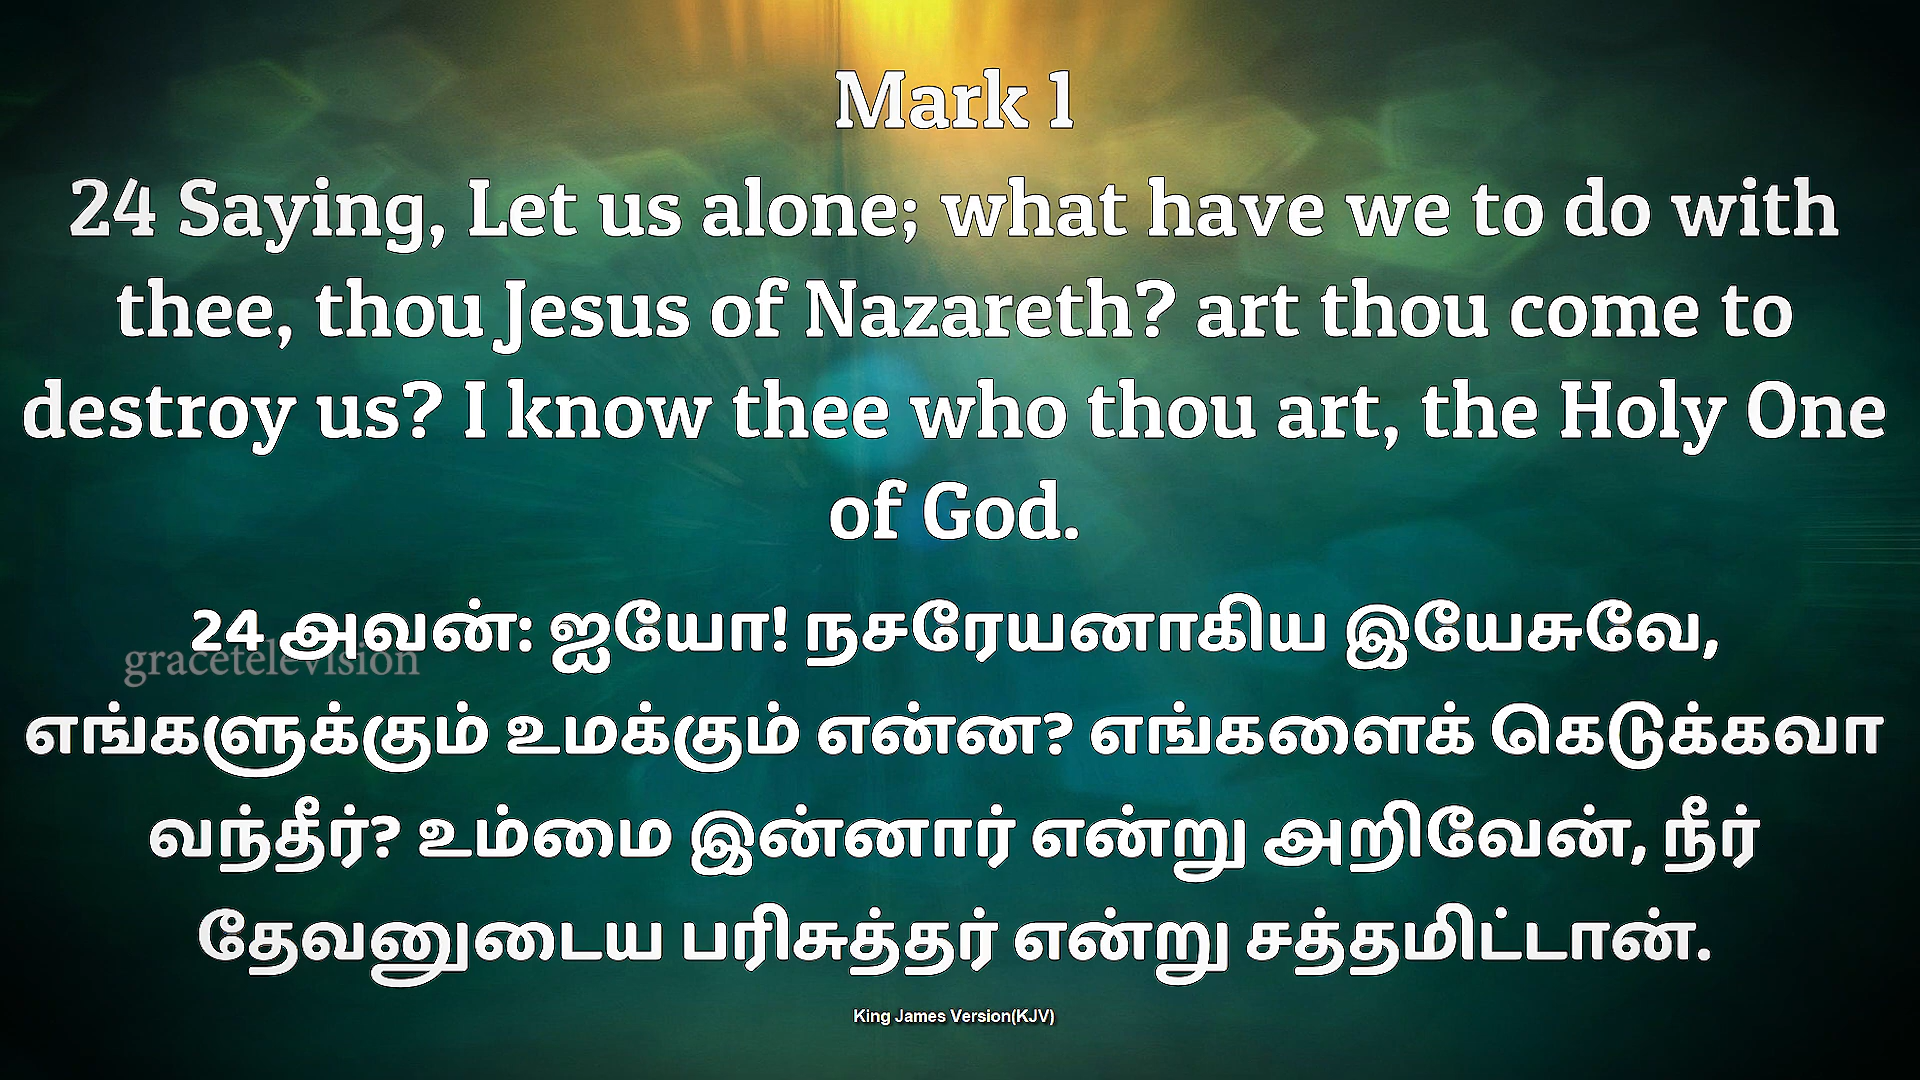 Mark 1
24 Saying, Let us alone; what have we to do with
thee, thou Jesus of Nazareth? art thou come to
destroy us? I know thee who thou art, the Holy One
of God.
24 அவன்: ஐயோ! நசரேயனாகிய இயேசுவே,
gracetelevision
எங்களுக்கும் உமக்கும் என்ன? எங்களைக் கெடுக்கவா
வந்தீர்? உம்மை இன்னார் என்று அறிவேன், நீர்
தேவனுடைய பரிசுத்தர் என்று சத்தமிட்டான்.
King James Version(KJV)